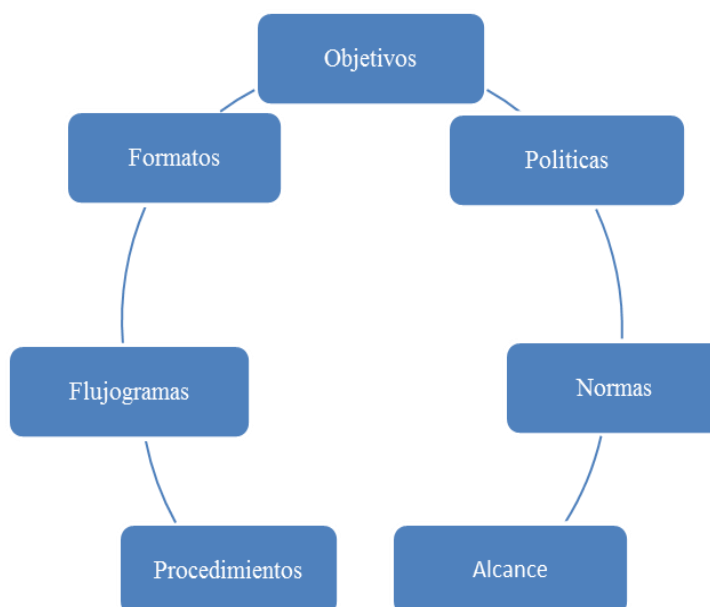 Objetivos
Formatos
Politicas
Flujogramas
Normas
Procedimientos
Alcance